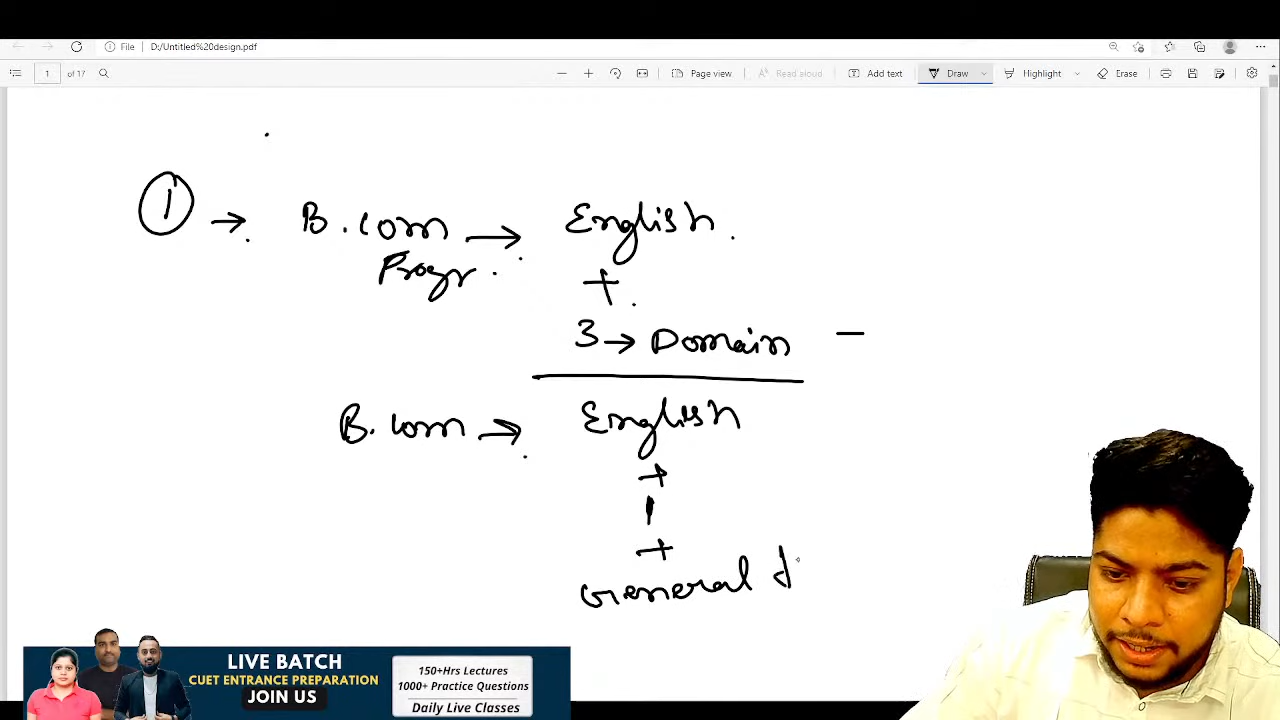 File D:/Untitled%20design.pdf
1 of 17 Page view Read aloud Add text Draw Highlight Erase
1 → B.com → English
Progr.
+
3 → Domain –
B.com → English
+
1
+
General
LIVE BATCH
CUET ENTRANCE PREPARATION
JOIN US
150+Hrs Lectures
1000+ Practice Questions
Daily Live Classes